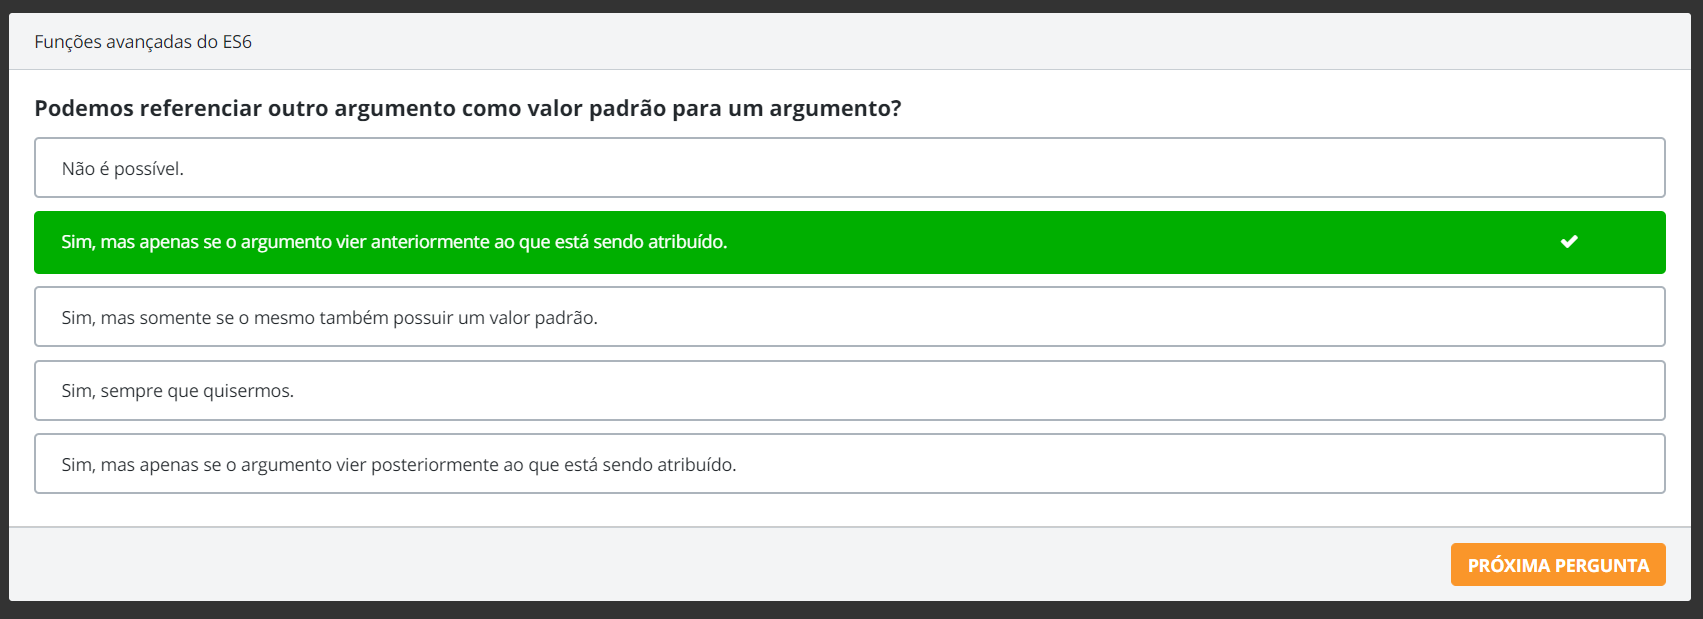 Funções avançadas do ES6
Podemos referenciar outro argumento como valor padrão para um argumento?
Não é possível.
Sim, mas apenas se o argumento vier anteriormente ao que está sendo atribuído.
Sim, mas somente se o mesmo também possuir um valor padrão.
Sim, sempre que quisermos.
Sim, mas apenas se o argumento vier posteriormente ao que está sendo atribuído.
PRÓXIMA PERGUNTA